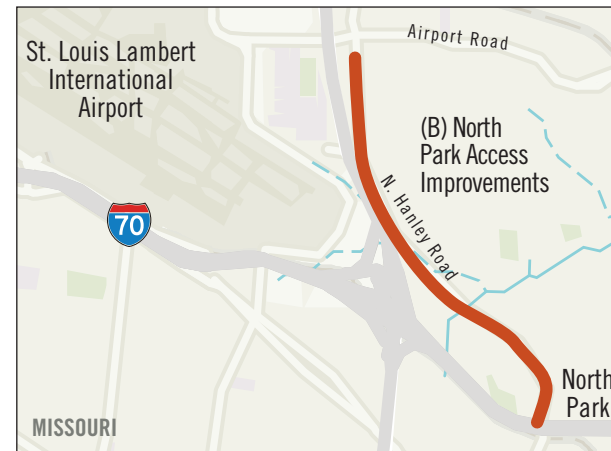 St. Louis Lambert
International
Airport
Airport Road
(B) North
Park Access
Improvements
N. Hanley Road
70
North
Park
MISSOURI